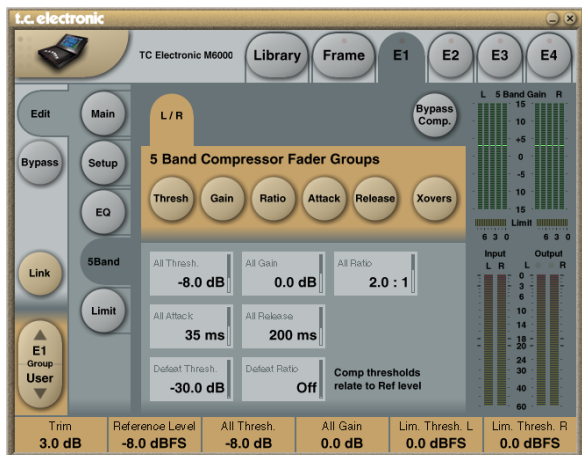 t.c. electronic
TC Electronic M6000
Library
Frame
E1
E2
E3
E4
Edit
Bypass
Link
E1
Group
User
Main
Setup
EQ
5Band
Limit
L / R
Bypass
Comp.
5 Band Compressor Fader Groups
Thresh
Gain
Ratio
Attack
Release
Xovers
All Thresh.
-8.0 dB
All Gain
0.0 dB
All Ratio
2.0 : 1
All Attack
35 ms
All Release
200 ms
Defeat Thresh.
-30.0 dB
Defeat Ratio
Off
Comp thresholds
relate to Ref level
L 5 Band Gain R
15
10
+5
0
-5
10
15
Limit
6 3 0 6 3 0
Input Output
L R L R
0
3
6
10
14
18
20
24
30
40
60
Trim
3.0 dB
Reference Level
-8.0 dBFS
All Thresh.
-8.0 dB
All Gain
0.0 dB
Lim. Thresh. L
0.0 dBFS
Lim. Thresh. R
0.0 dBFS